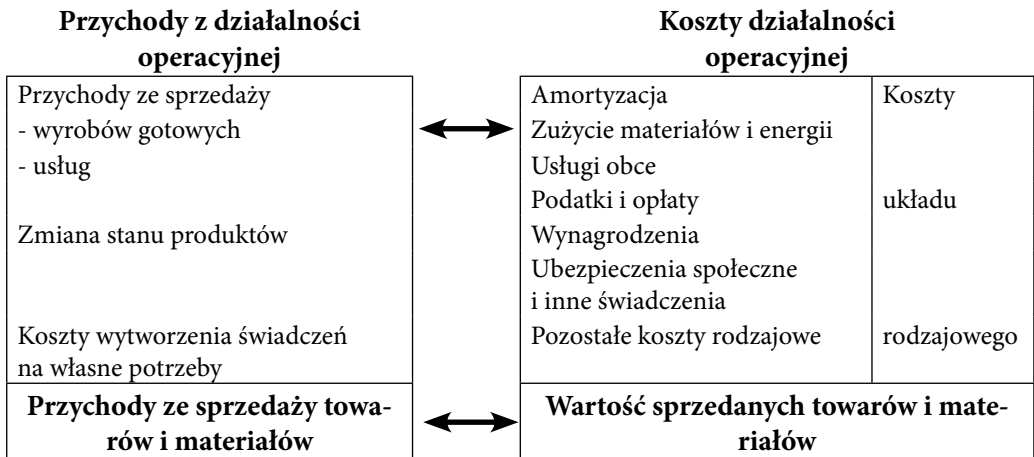 Przychody z działalności
operacyjnej
Koszty działalności
operacyjnej
Przychody ze sprzedaży
- wyrobów gotowych
- usług
Zmiana stanu produktów
Koszty wytworzenia świadczeń
na własne potrzeby
Amortyzacja
Zużycie materiałów i energii
Usługi obce
Podatki i opłaty
Wynagrodzenia
Ubezpieczenia społeczne
i inne świadczenia
Pozostałe koszty rodzajowe
Koszty
układu
rodzajowego
Przychody ze sprzedaży towa-
rów i materiałów
Wartość sprzedanych towarów i mate-
riałów